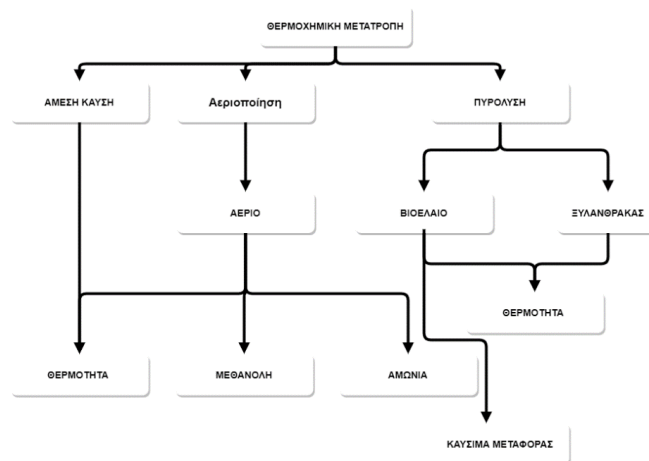 ΘΕΡΜΟΧΗΜΙΚΗ ΜΕΤΑΤΡΟΠΗ
ΑΜΕΣΗ ΚΑΥΣΗ
Αεριοποίηση
ΠΥΡΟΛΥΣΗ
ΑΕΡΙΟ
ΒΙΟΕΛΑΙΟ
ΞΥΛΑΝΘΡΑΚΑΣ
ΘΕΡΜΟΤΗΤΑ
ΘΕΡΜΟΤΗΤΑ
ΜΕΘΑΝΟΛΗ
ΑΜΩΝΙΑ
ΚΑΥΣΙΜΑ ΜΕΤΑΦΟΡΑΣ